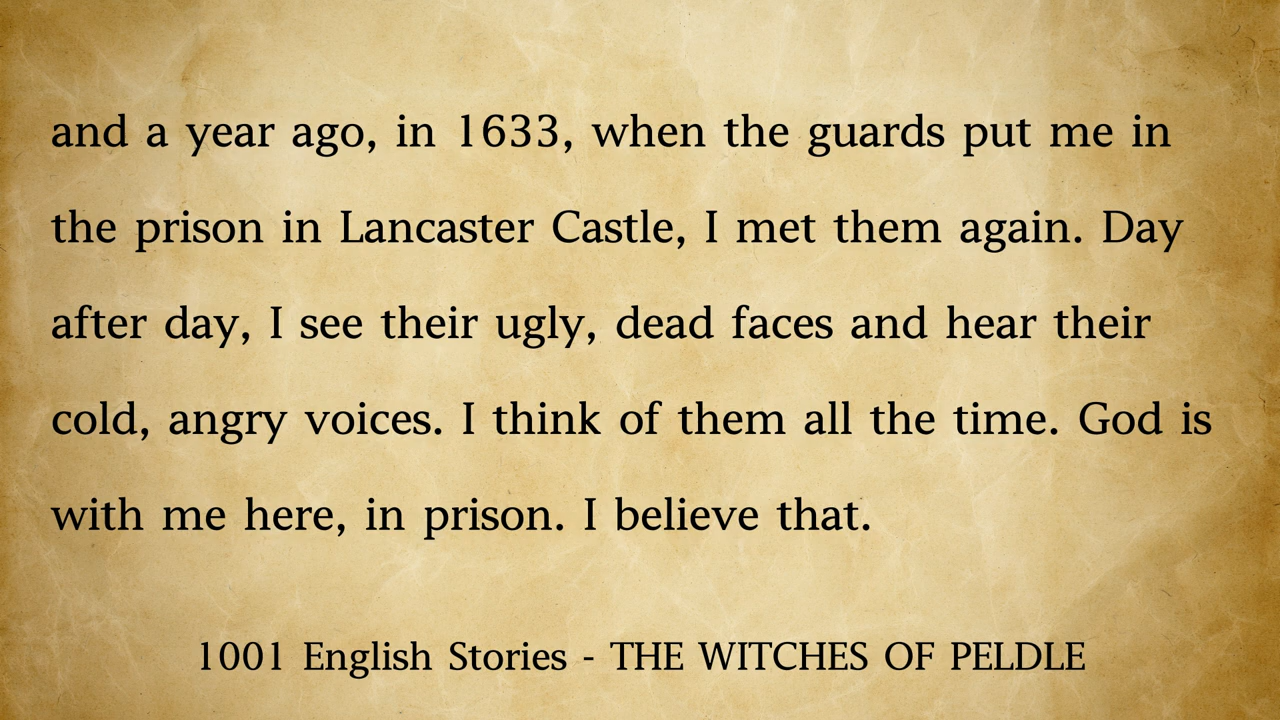 and a year ago, in 1633, when the guards put me in
the prison in Lancaster Castle, I met them again. Day
after day, I see their ugly, dead faces and hear their
cold, angry voices. I think of them all the time. God is
with me here, in prison. I believe that.
1001 English Stories - THE WITCHES OF PELDLE